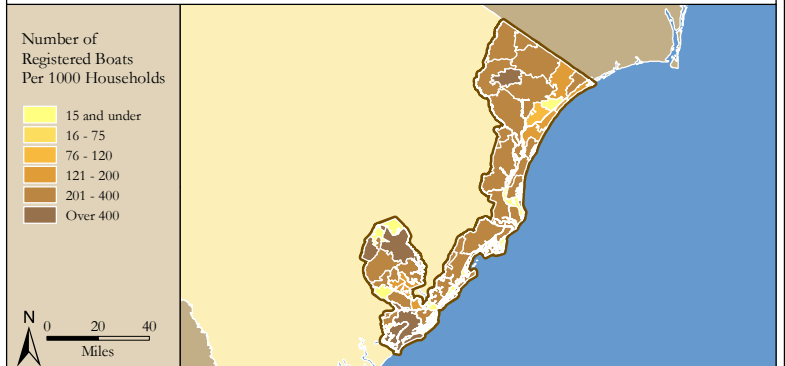 Number of
Registered Boats
Per 1000 Households
15 and under
16 - 75
76 - 120
121 - 200
201 - 400
Over 400
N
0 20 40
Miles